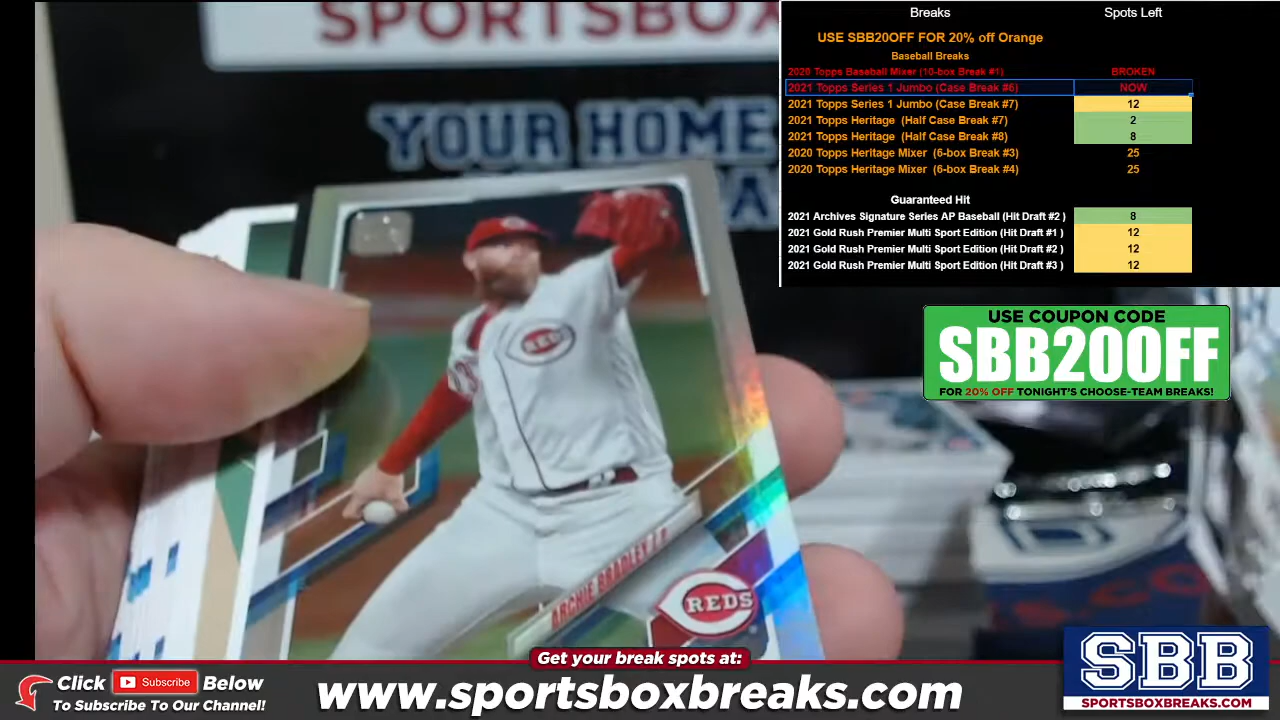 SPORTSBOX
YOUR HOME
REDS
ARCHIE BRADLEY
REDS
Breaks Spots Left
USE SBB20OFF FOR 20% off Orange
Baseball Breaks
2020 Topps Baseball Mixer (10-box Break #1) BROKEN
2021 Topps Series 1 Jumbo (Case Break #6) NOW
2021 Topps Series 1 Jumbo (Case Break #7) 12
2021 Topps Heritage (Half Case Break #7) 2
2021 Topps Heritage (Half Case Break #8) 8
2020 Topps Heritage Mixer (6-box Break #3) 25
2020 Topps Heritage Mixer (6-box Break #4) 25
Guaranteed Hit
2021 Archives Signature Series AP Baseball (Hit Draft #2 ) 8
2021 Gold Rush Premier Multi Sport Edition (Hit Draft #1 ) 12
2021 Gold Rush Premier Multi Sport Edition (Hit Draft #2 ) 12
2021 Gold Rush Premier Multi Sport Edition (Hit Draft #3 ) 12
USE COUPON CODE
SBB20OFF
FOR 20% OFF TONIGHT'S CHOOSE-TEAM BREAKS!
Get your break spots at:
Click Subscribe Below
To Subscribe To Our Channel!
www.sportsboxbreaks.com
SBB
SPORTSBOXBREAKS.COM